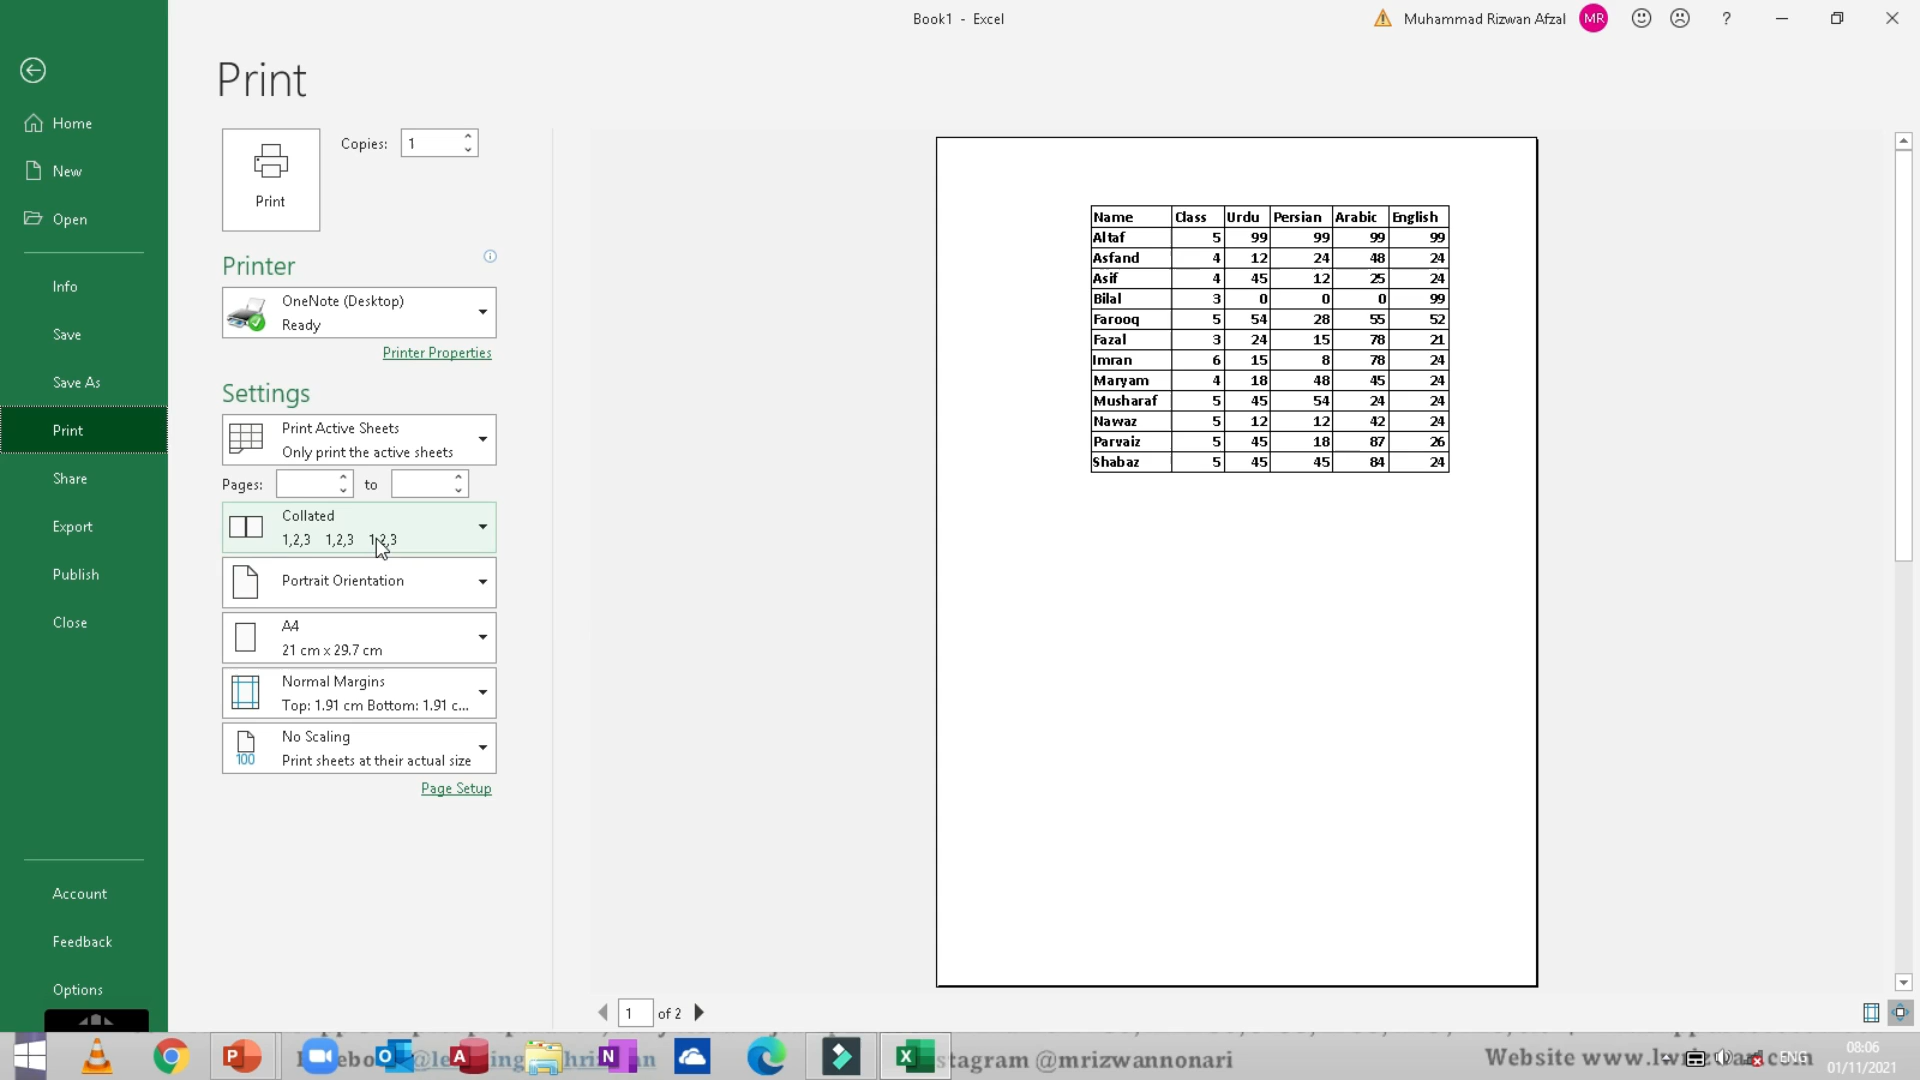 Book1 - Excel
Muhammad Rizwan Afzal
MR
?
Print
Home
New
Open
Info
Save
Save As
Print
Share
Export
Publish
Close
Account
Feedback
Options
Print
Copies: 1
Printer
OneNote (Desktop)
Ready
Printer Properties
Settings
Print Active Sheets
Only print the active sheets
Pages: to
Collated
1,2,3 1,2,3 1,2,3
Portrait Orientation
A4
21 cm x 29.7 cm
Normal Margins
Top: 1.91 cm Bottom: 1.91 c...
No Scaling
100
Print sheets at their actual size
Page Setup
Name Class Urdu Persian Arabic English
Altaf 5 99 99 99 99
Asfand 4 12 24 48 24
Asif 4 45 12 25 24
Bilal 3 0 0 0 99
Farooq 5 54 28 55 52
Fazal 3 24 15 78 21
Imran 6 15 8 78 24
Maryam 4 18 48 45 24
Musharaf 5 45 54 24 24
Nawaz 5 12 12 42 24
Parvaiz 5 45 18 87 26
Shabaz 5 45 45 84 24
1 of 2
stagram @mrizwannonari
Website
ENG
08:06
01/11/2021